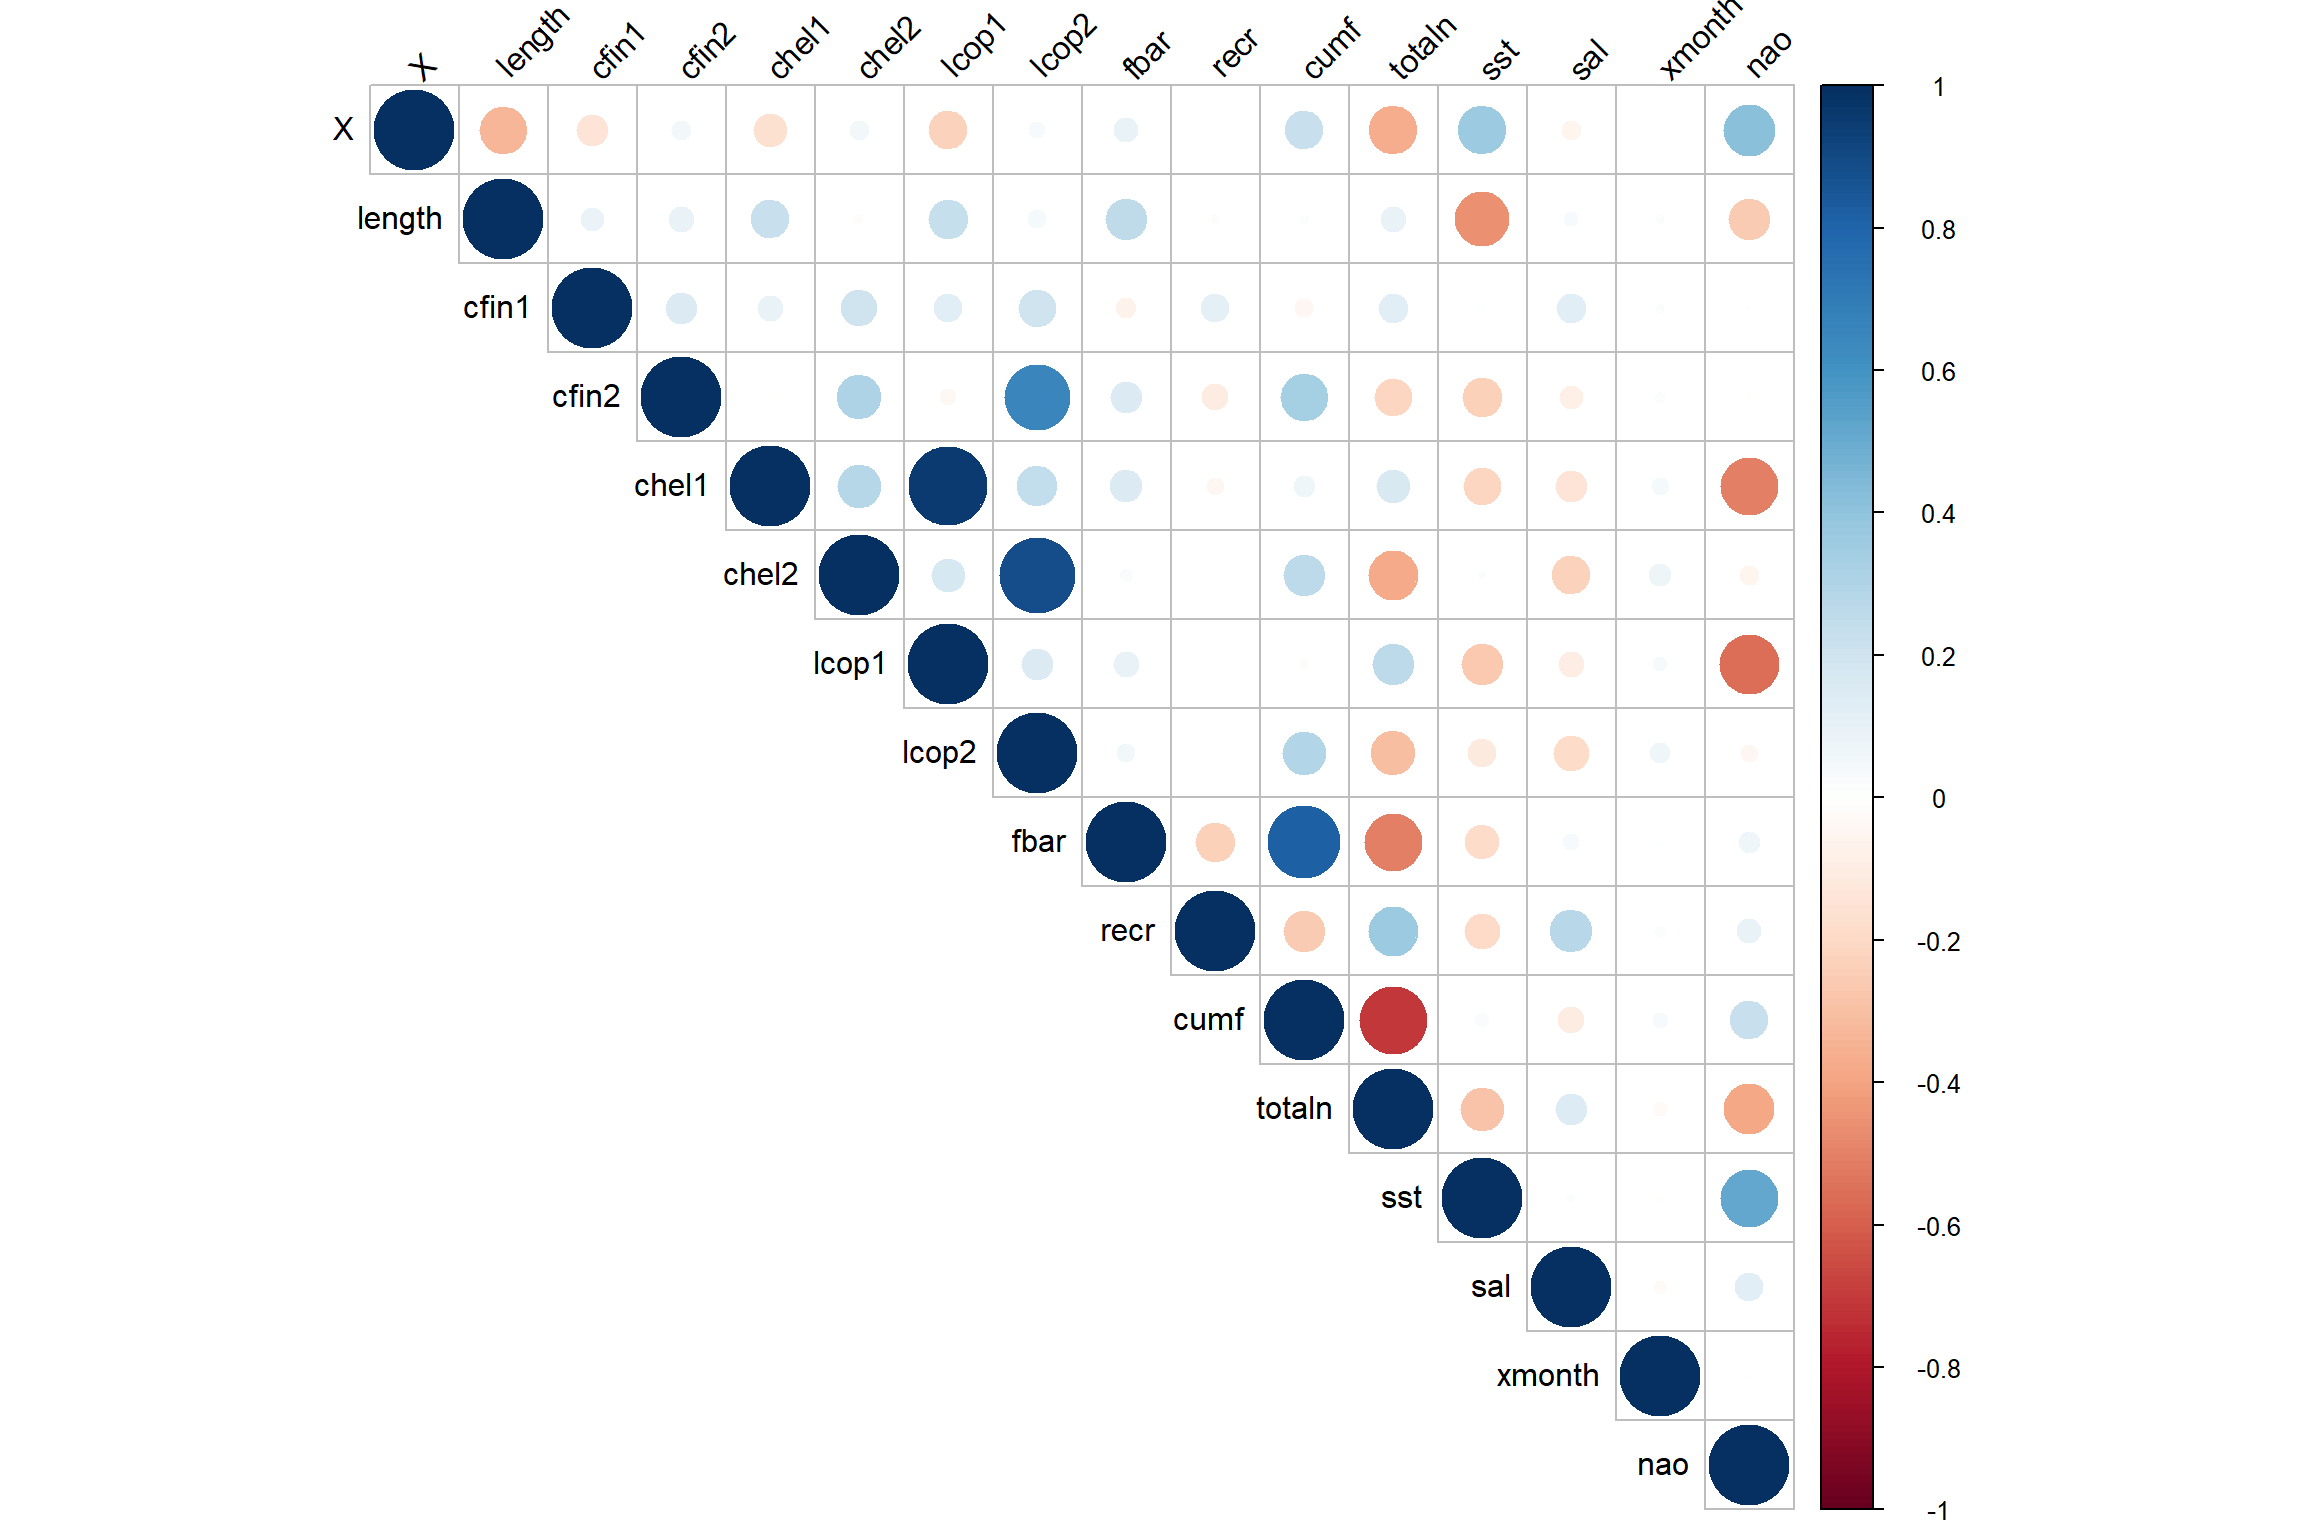 X length cfin1 cfin2 chel1 chel2 lcop1 lcop2 fbar recr cumf totaln sst sal xmonth nao
X
length
cfin1
cfin2
chel1
chel2
lcop1
lcop2
fbar
recr
cumf
totaln
sst
sal
xmonth
nao
1
0.8
0.6
0.4
0.2
0
-0.2
-0.4
-0.6
-0.8
-1